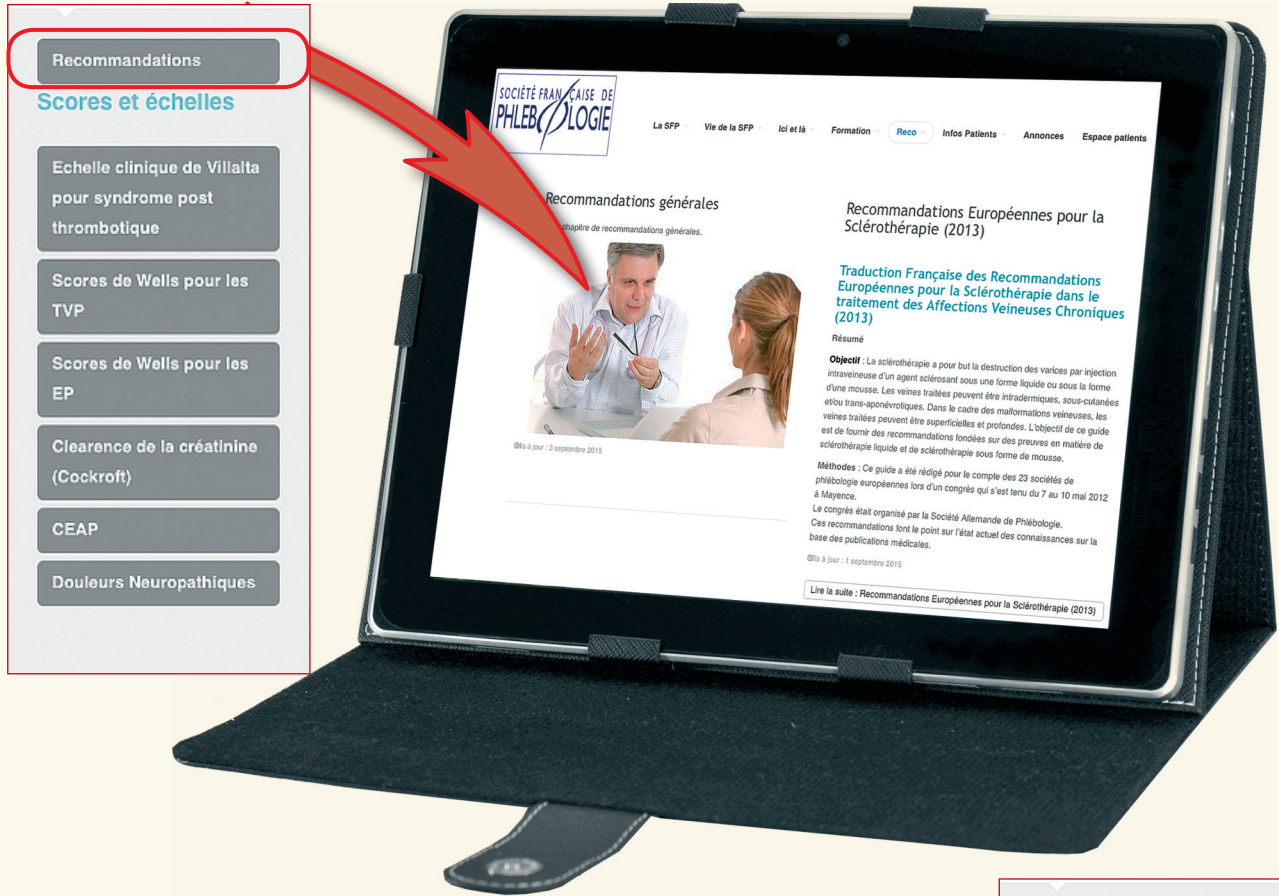 Recommandations
Scores et échelles
Echelle clinique de Villalta
pour syndrome post
thrombotique
Scores de Wells pour les
TVP
Scores de Wells pour les
EP
Clearence de la créatinine
(Cockroft)
CEAP
Douleurs Neuropathiques
SOCIÉTÉ FRANÇAISE DE
PHLEBOLOGIE
La SFP
Vie de la SFP
Ici et là
Formation
Reco
Infos Patients
Annonces
Espace patients
Recommandations générales
chapitre de recommandations générales.
à jour : 3 septembre 2015
Recommandations Européennes pour la
Sclérothérapie (2013)
Traduction Française des Recommandations
Européennes pour la Sclérothérapie dans le
traitement des Affections Veineuses Chroniques
(2013)
Résumé
Objectif : La sclérothérapie a pour but la destruction des varices par injection
intraveineuse d'un agent sclérosant sous une forme liquide ou sous la forme
d'une mousse. Les veines traitées peuvent être intradermiques, sous-cutanées
et/ou trans-aponévrotiques. Dans le cadre des malformations veineuses, les
veines traitées peuvent être superficielles et profondes. L'objectif de ce guide
est de fournir des recommandations fondées sur des preuves en matière de
sclérothérapie liquide et de sclérothérapie sous forme de mousse.
Méthodes : Ce guide a été rédigé pour le compte des 23 sociétés de
phlébologie européennes lors d'un congrès qui s'est tenu du 7 au 10 mai 2012
à Mayence.
Le congrès était organisé par la Société Allemande de Phlébologie.
Ces recommandations font le point sur l'état actuel des connaissances sur la
base des publications médicales.
à jour : 1 septembre 2015
Lire la suite : Recommandations Européennes pour la Sclérothérapie (2013)